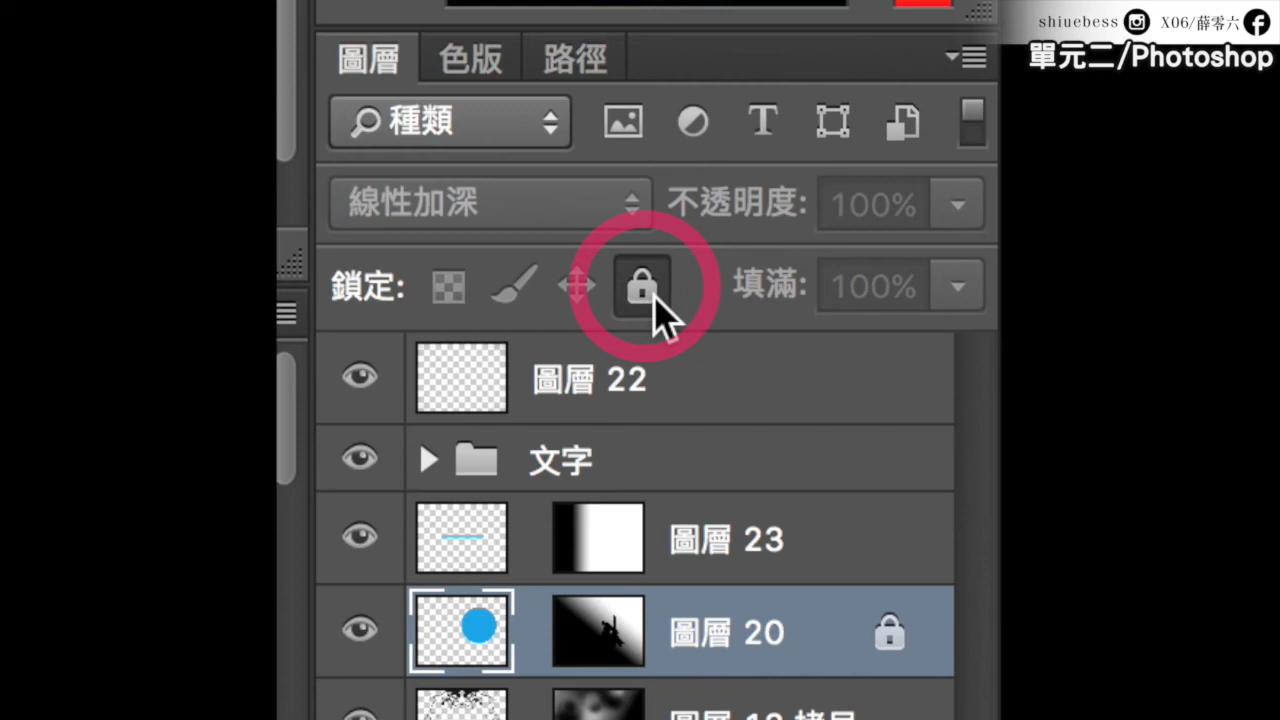 shiuebess X06/薛零六
單元二/Photoshop
圖層 色版 路徑
種類 T
線性加深 不透明度: 100%
鎖定: 填滿: 100%
圖層 22
文字
圖層 23
圖層 20